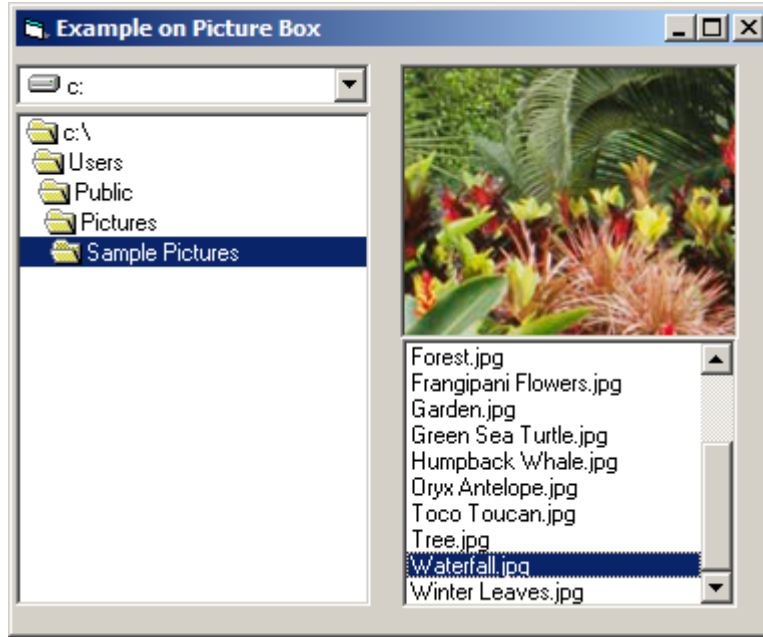 Example on Picture Box
c:
c:\
Users
Public
Pictures
Sample Pictures
Forest.jpg
Frangipani Flowers.jpg
Garden.jpg
Green Sea Turtle.jpg
Humpback Whale.jpg
Oryx Antelope.jpg
Toco Toucan.jpg
Tree.jpg
Waterfall.jpg
Winter Leaves.jpg